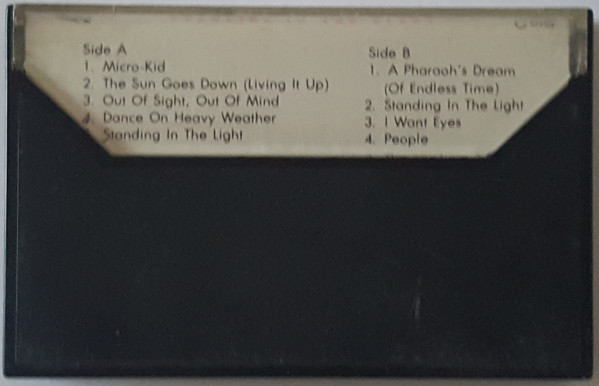 Side A
1. Micro-Kid
2. The Sun Goes Down (Living It Up)
3. Out Of Sight, Out Of Mind
4. Dance On Heavy Weather
5. Standing In The Light
Side B
1. A Pharaoh's Dream
(Of Endless Time)
2. Standing In The Light
3. I Want Eyes
4. People